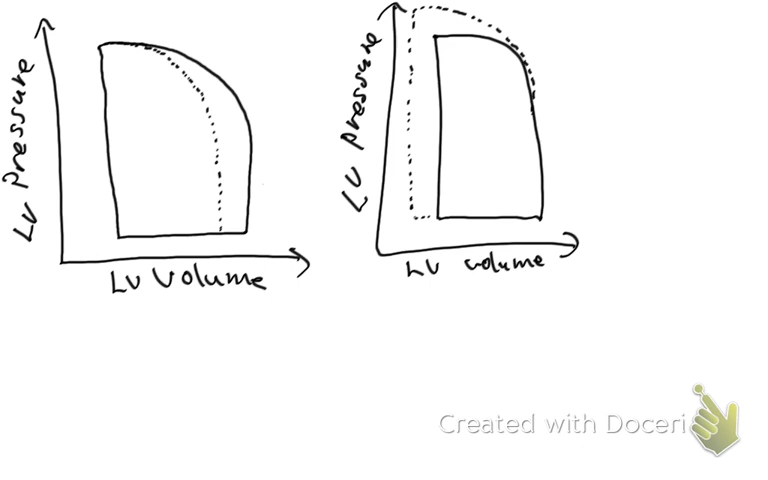 LV Pressure
LV Volume
LV Pressure
LV volume
Created with Doceri